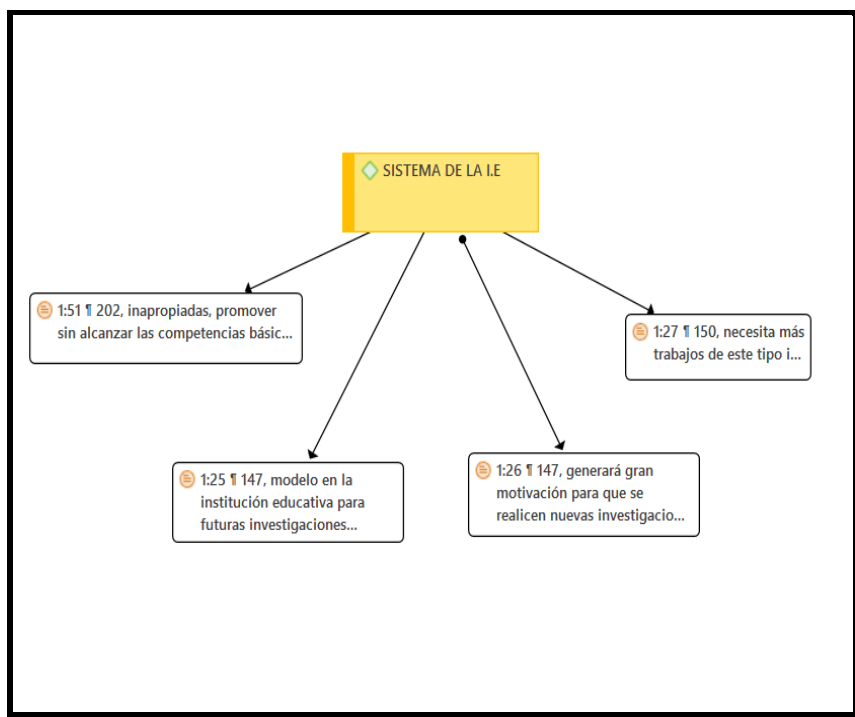 SISTEMA DE LA I.E
1:51 ¶ 202, inapropiadas, promover
sin alcanzar las competencias básic...
1:27 ¶ 150, necesita más
trabajos de este tipo i...
1:25 ¶ 147, modelo en la
institución educativa para
futuras investigaciones...
1:26 ¶ 147, generará gran
motivación para que se
realicen nuevas investigacio...